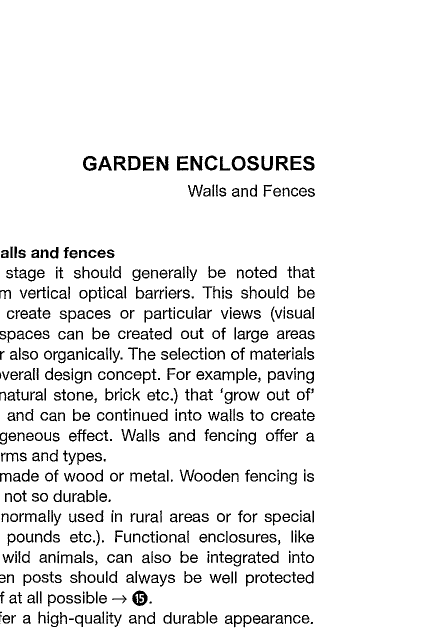 GARDEN ENCLOSURES
Walls and Fences
alls and fences
stage it should generally be noted that
m vertical optical barriers. This should be
create spaces or particular views (visual
spaces can be created out of large areas
r also organically. The selection of materials
verall design concept. For example, paving
natural stone, brick etc.) that ‘grow out of’
and can be continued into walls to create
geneous effect. Walls and fencing offer a
rms and types.
made of wood or metal. Wooden fencing is
not so durable.
normally used in rural areas or for special
pounds etc.). Functional enclosures, like
wild animals, can also be integrated into
en posts should always be well protected
f at all possible → ⓯.
fer a high-quality and durable appearance.